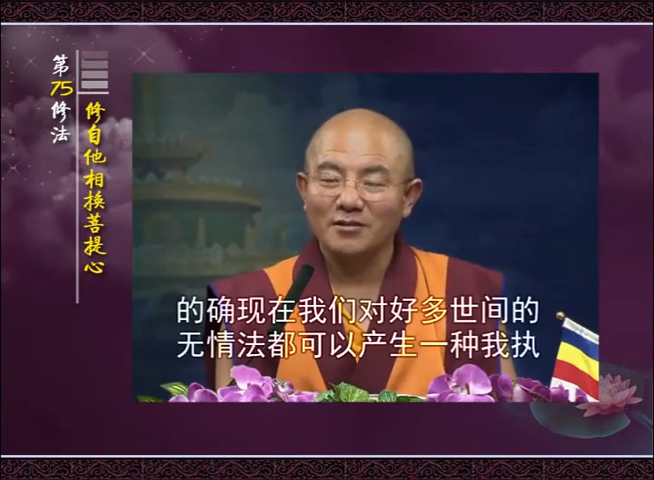 第75修法
修自他相换菩提心
的确现在我们对好多世间的
无情法都可以产生一种我执